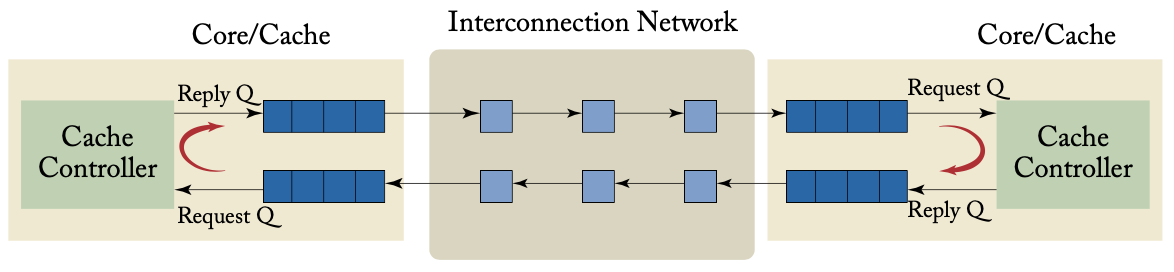 Interconnection Network
Core/Cache
Core/Cache
Reply Q
Request Q
Cache
Controller
Cache
Controller
Request Q
Reply Q